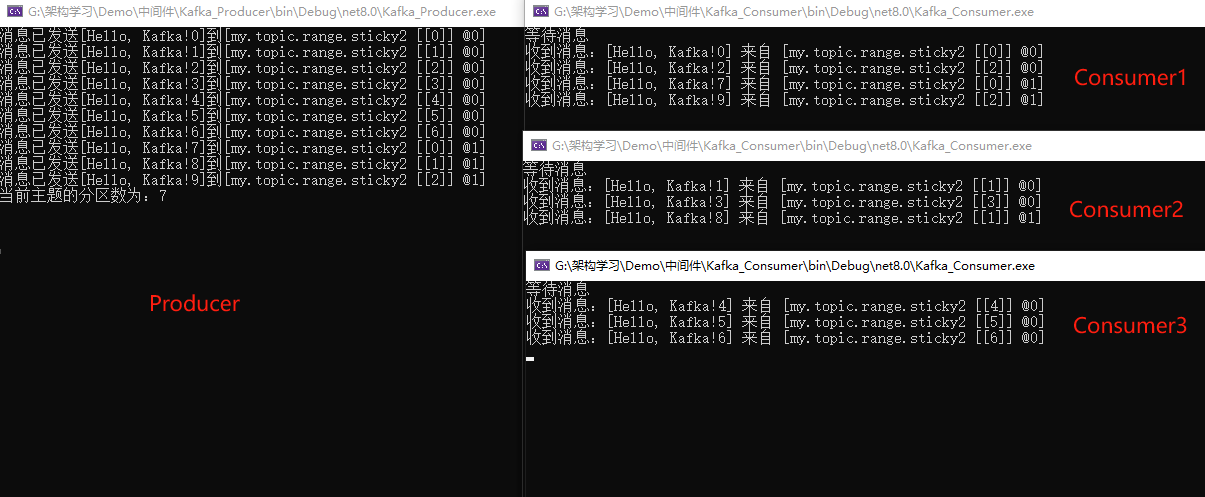 G:\架构学习\Demo\中间件\Kafka_Producer\bin\Debug\net8.0\Kafka_Producer.exe
消息已发送[Hello, Kafka!0]到[my.topic.range.sticky2 [[0]] @0]
消息已发送[Hello, Kafka!1]到[my.topic.range.sticky2 [[1]] @0]
消息已发送[Hello, Kafka!2]到[my.topic.range.sticky2 [[2]] @0]
消息已发送[Hello, Kafka!3]到[my.topic.range.sticky2 [[3]] @0]
消息已发送[Hello, Kafka!4]到[my.topic.range.sticky2 [[4]] @0]
消息已发送[Hello, Kafka!5]到[my.topic.range.sticky2 [[5]] @0]
消息已发送[Hello, Kafka!6]到[my.topic.range.sticky2 [[6]] @0]
消息已发送[Hello, Kafka!7]到[my.topic.range.sticky2 [[0]] @1]
消息已发送[Hello, Kafka!8]到[my.topic.range.sticky2 [[1]] @1]
消息已发送[Hello, Kafka!9]到[my.topic.range.sticky2 [[2]] @1]
当前主题的分区数为：7
Producer
G:\架构学习\Demo\中间件\Kafka_Consumer\bin\Debug\net8.0\Kafka_Consumer.exe
等待消息
收到消息：[Hello, Kafka!0] 来自 [my.topic.range.sticky2 [[0]] @0]
收到消息：[Hello, Kafka!2] 来自 [my.topic.range.sticky2 [[2]] @0]
收到消息：[Hello, Kafka!7] 来自 [my.topic.range.sticky2 [[0]] @1]
收到消息：[Hello, Kafka!9] 来自 [my.topic.range.sticky2 [[2]] @1]
Consumer1
G:\架构学习\Demo\中间件\Kafka_Consumer\bin\Debug\net8.0\Kafka_Consumer.exe
等待消息
收到消息：[Hello, Kafka!1] 来自 [my.topic.range.sticky2 [[1]] @0]
收到消息：[Hello, Kafka!3] 来自 [my.topic.range.sticky2 [[3]] @0]
收到消息：[Hello, Kafka!8] 来自 [my.topic.range.sticky2 [[1]] @1]
Consumer2
G:\架构学习\Demo\中间件\Kafka_Consumer\bin\Debug\net8.0\Kafka_Consumer.exe
等待消息
收到消息：[Hello, Kafka!4] 来自 [my.topic.range.sticky2 [[4]] @0]
收到消息：[Hello, Kafka!5] 来自 [my.topic.range.sticky2 [[5]] @0]
收到消息：[Hello, Kafka!6] 来自 [my.topic.range.sticky2 [[6]] @0]
Consumer3